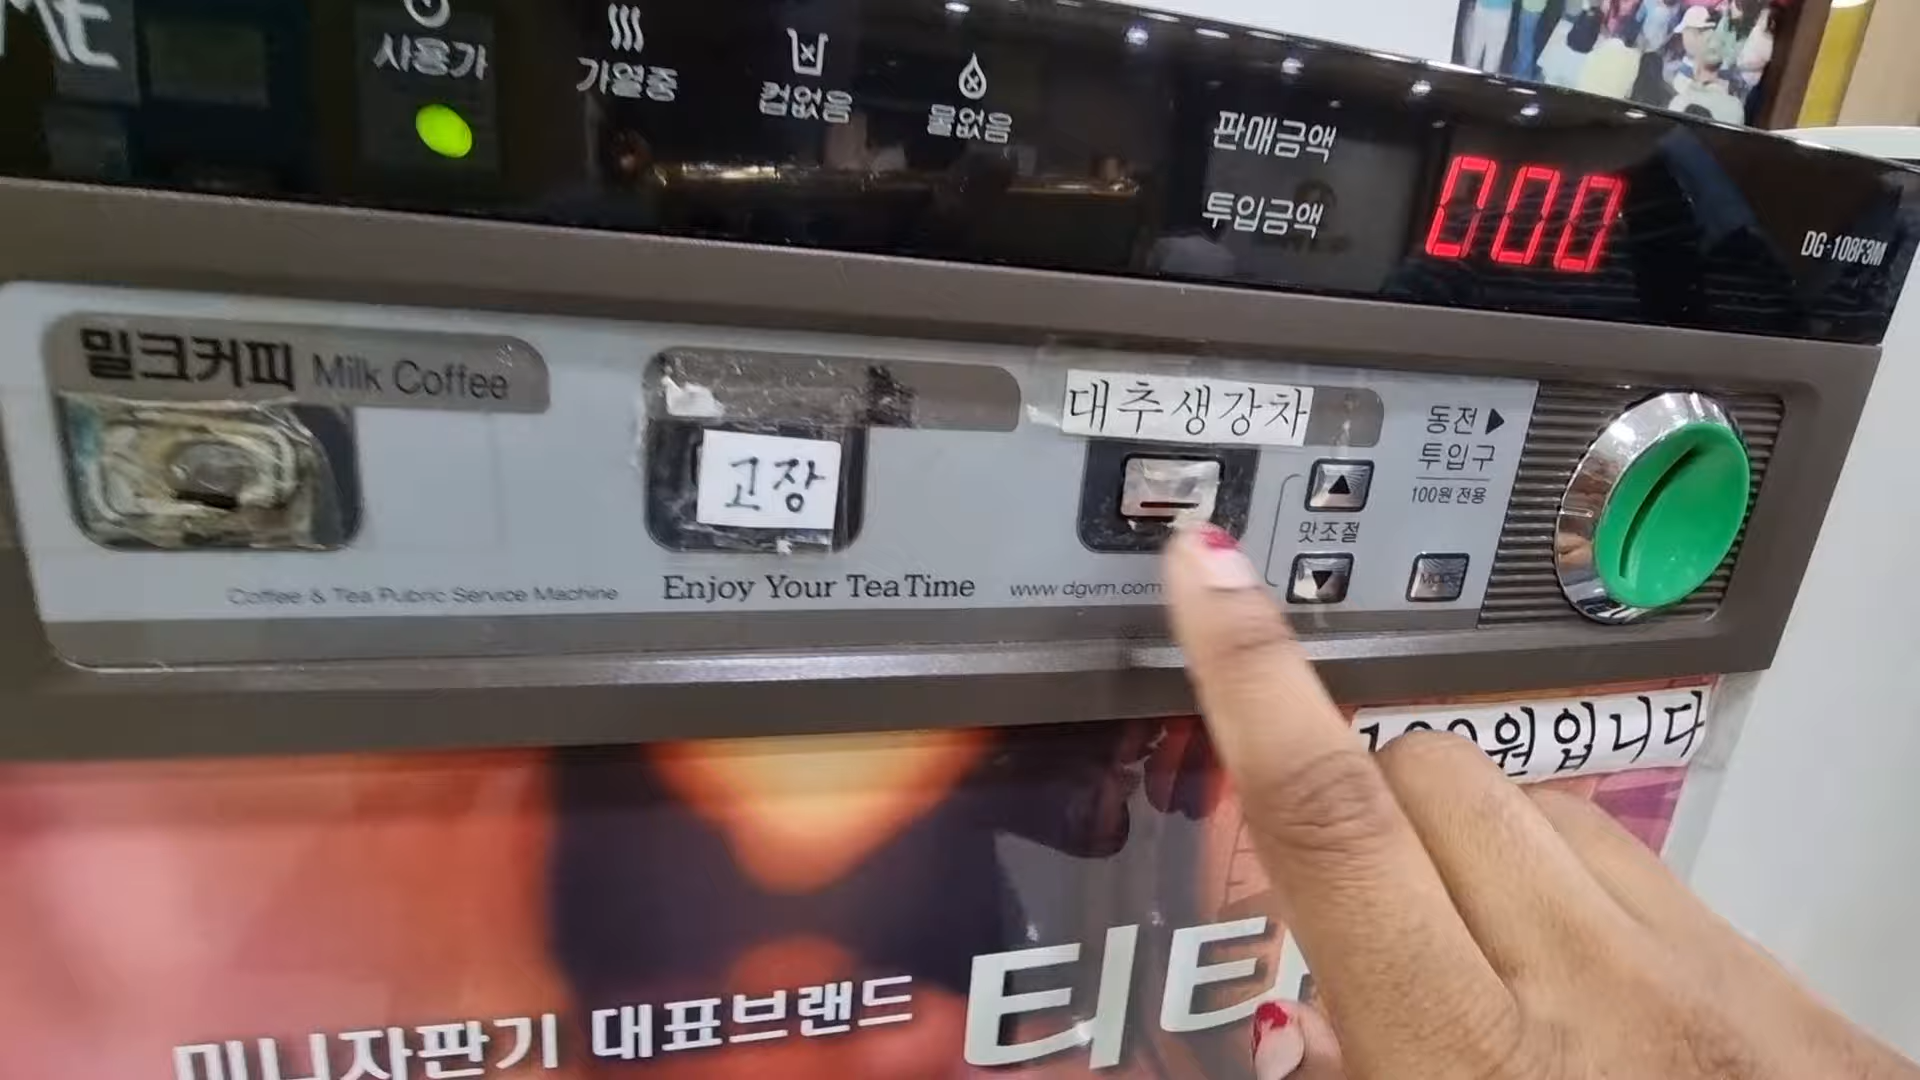 사용가
가열중
컵없음
물없음
판매금액
투입금액
000
DG-108F3M
밀크커피 Milk Coffee
고장
대추생강차
동전▶
투입구
100원 전용
▲
맛조절
▼
MODE
Coffee & Tea Pubric Service Machine
Enjoy Your Tea Time
www.dgvm.com
원입니다
미니자판기 대표브랜드
티타